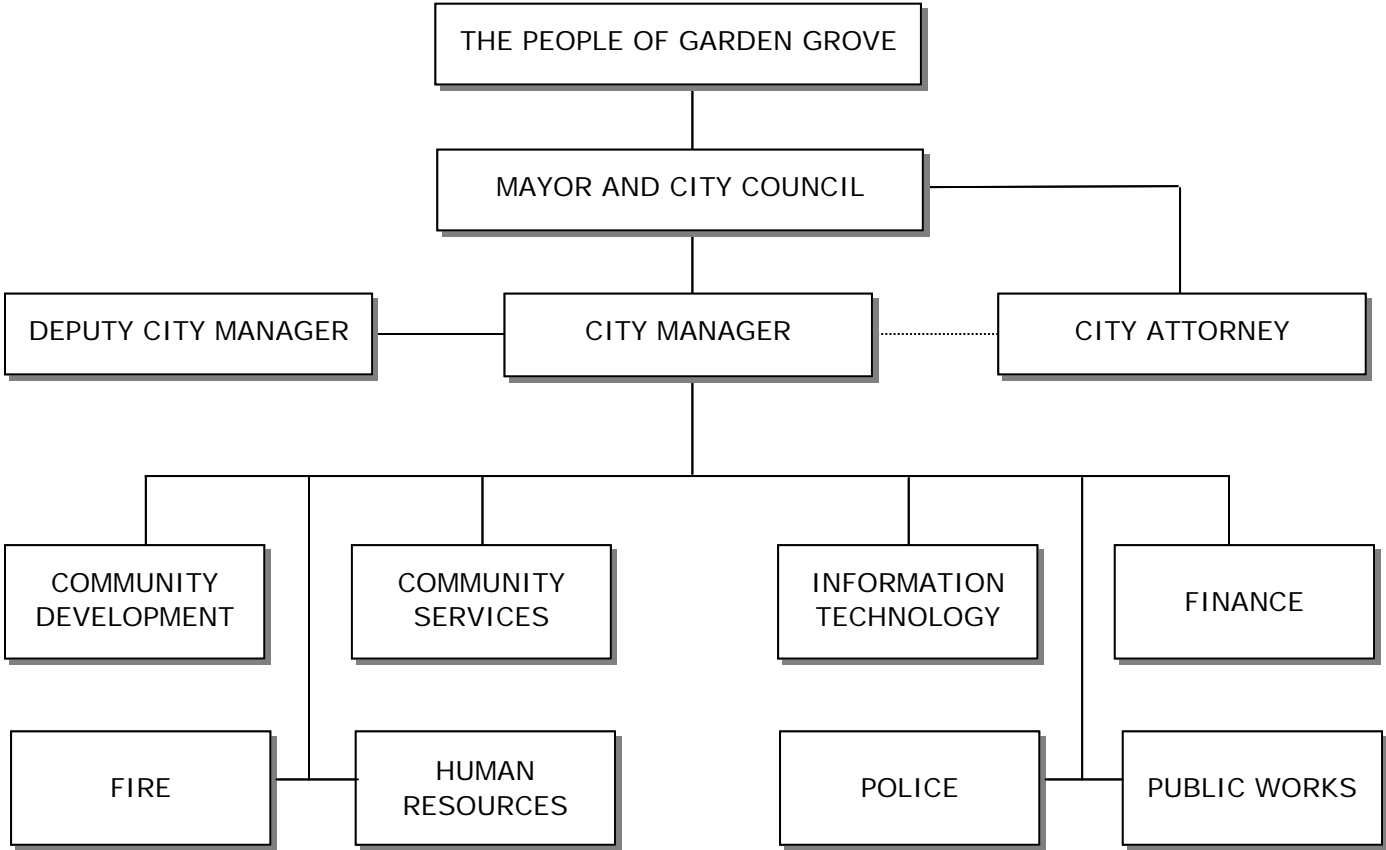 THE PEOPLE OF GARDEN GROVE
MAYOR AND CITY COUNCIL
DEPUTY CITY MANAGER
CITY MANAGER
CITY ATTORNEY
COMMUNITY
DEVELOPMENT
COMMUNITY
SERVICES
INFORMATION
TECHNOLOGY
FINANCE
FIRE
HUMAN
RESOURCES
POLICE
PUBLIC WORKS